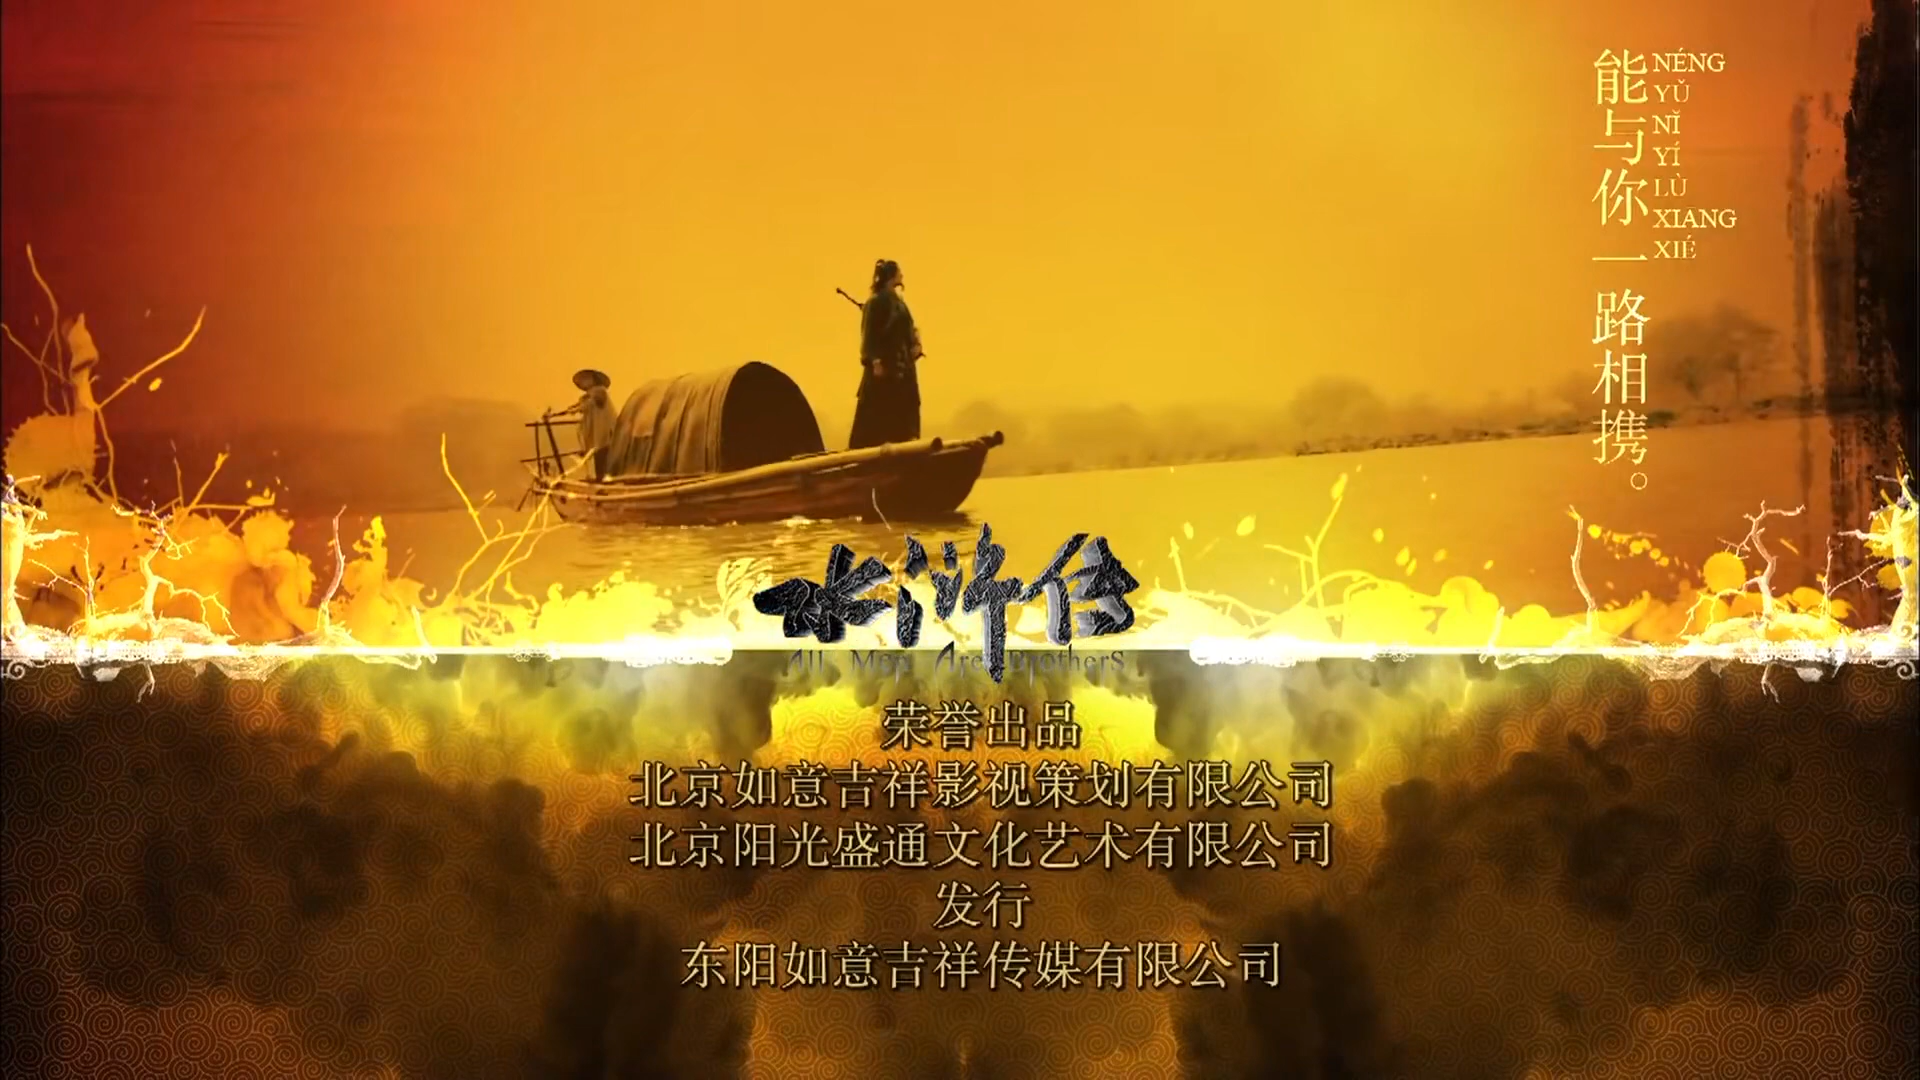 能与你一路相携。
NÉNG
YǓ
NǏ
YÍ
LÙ
XIĀNG
XIÉ
水浒传
All Men Are BrotherS
荣誉出品
北京如意吉祥影视策划有限公司
北京阳光盛通文化艺术有限公司
发行
东阳如意吉祥传媒有限公司